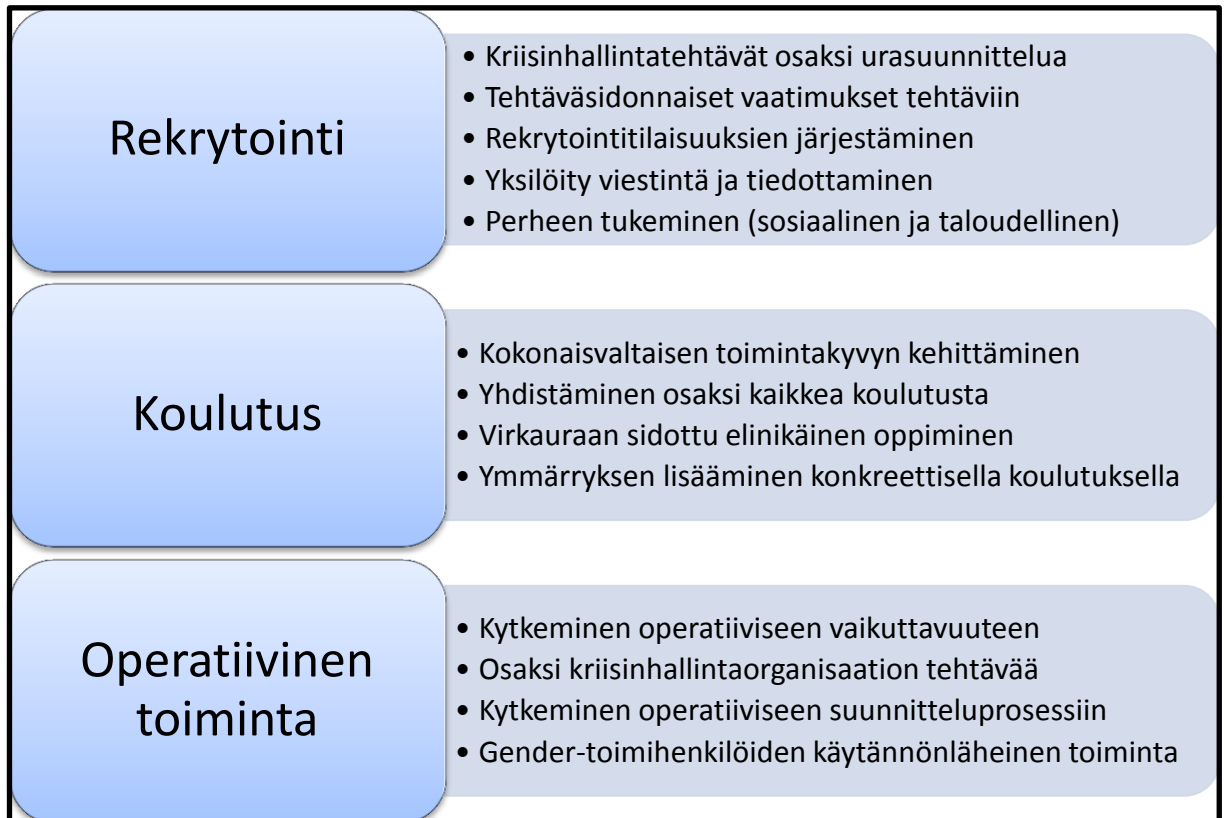 Rekrytointi
• Kriisinhallintatehtävät osaksi urasuunnittelua
• Tehtäväsidonnaiset vaatimukset tehtäviin
• Rekrytointitilaisuuksien järjestäminen
• Yksilöity viestintä ja tiedottaminen
• Perheen tukeminen (sosiaalinen ja taloudellinen)
Koulutus
• Kokonaisvaltaisen toimintakyvyn kehittäminen
• Yhdistäminen osaksi kaikkea koulutusta
• Virkauraan sidottu elinikäinen oppiminen
• Ymmärryksen lisääminen konkreettisella koulutuksella
Operatiivinen
toiminta
• Kytkeminen operatiiviseen vaikuttavuuteen
• Osaksi kriisinhallintaorganisaation tehtävää
• Kytkeminen operatiiviseen suunnitteluprosessiin
• Gender-toimihenkilöiden käytännönläheinen toiminta